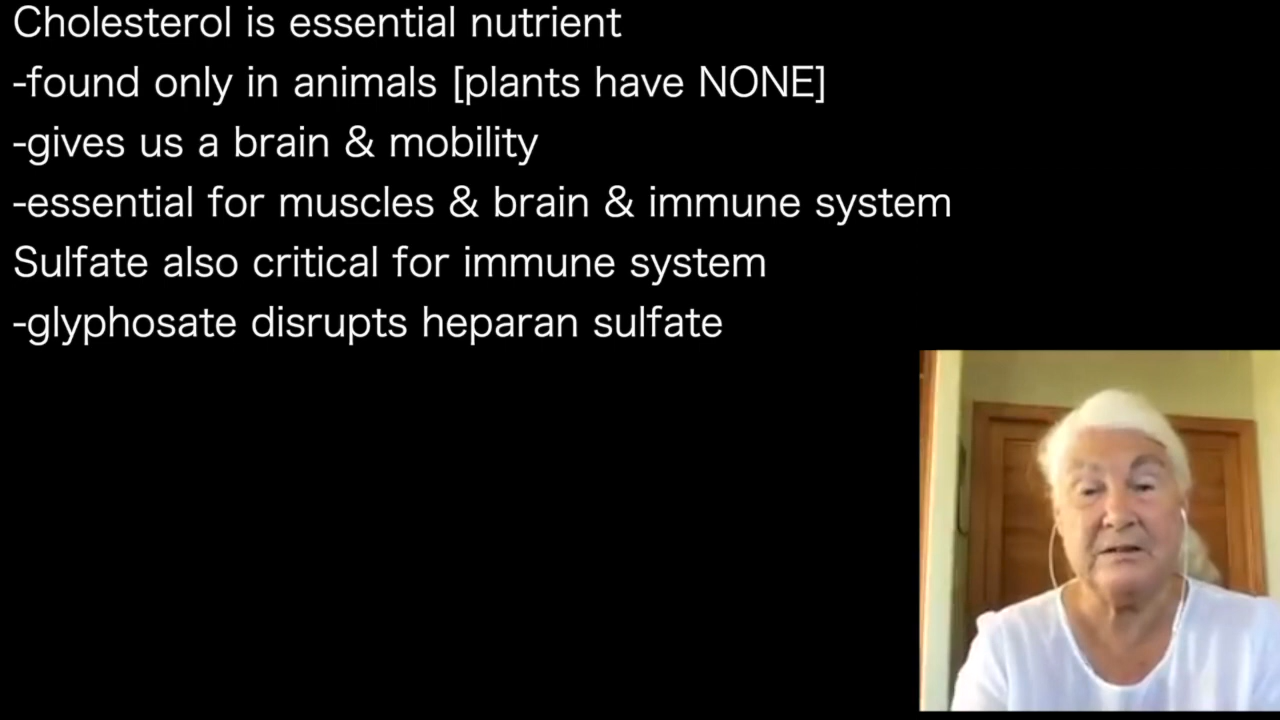 Cholesterol is essential nutrient
-found only in animals [plants have NONE]
-gives us a brain & mobility
-essential for muscles & brain & immune system
Sulfate also critical for immune system
-glyphosate disrupts heparan sulfate